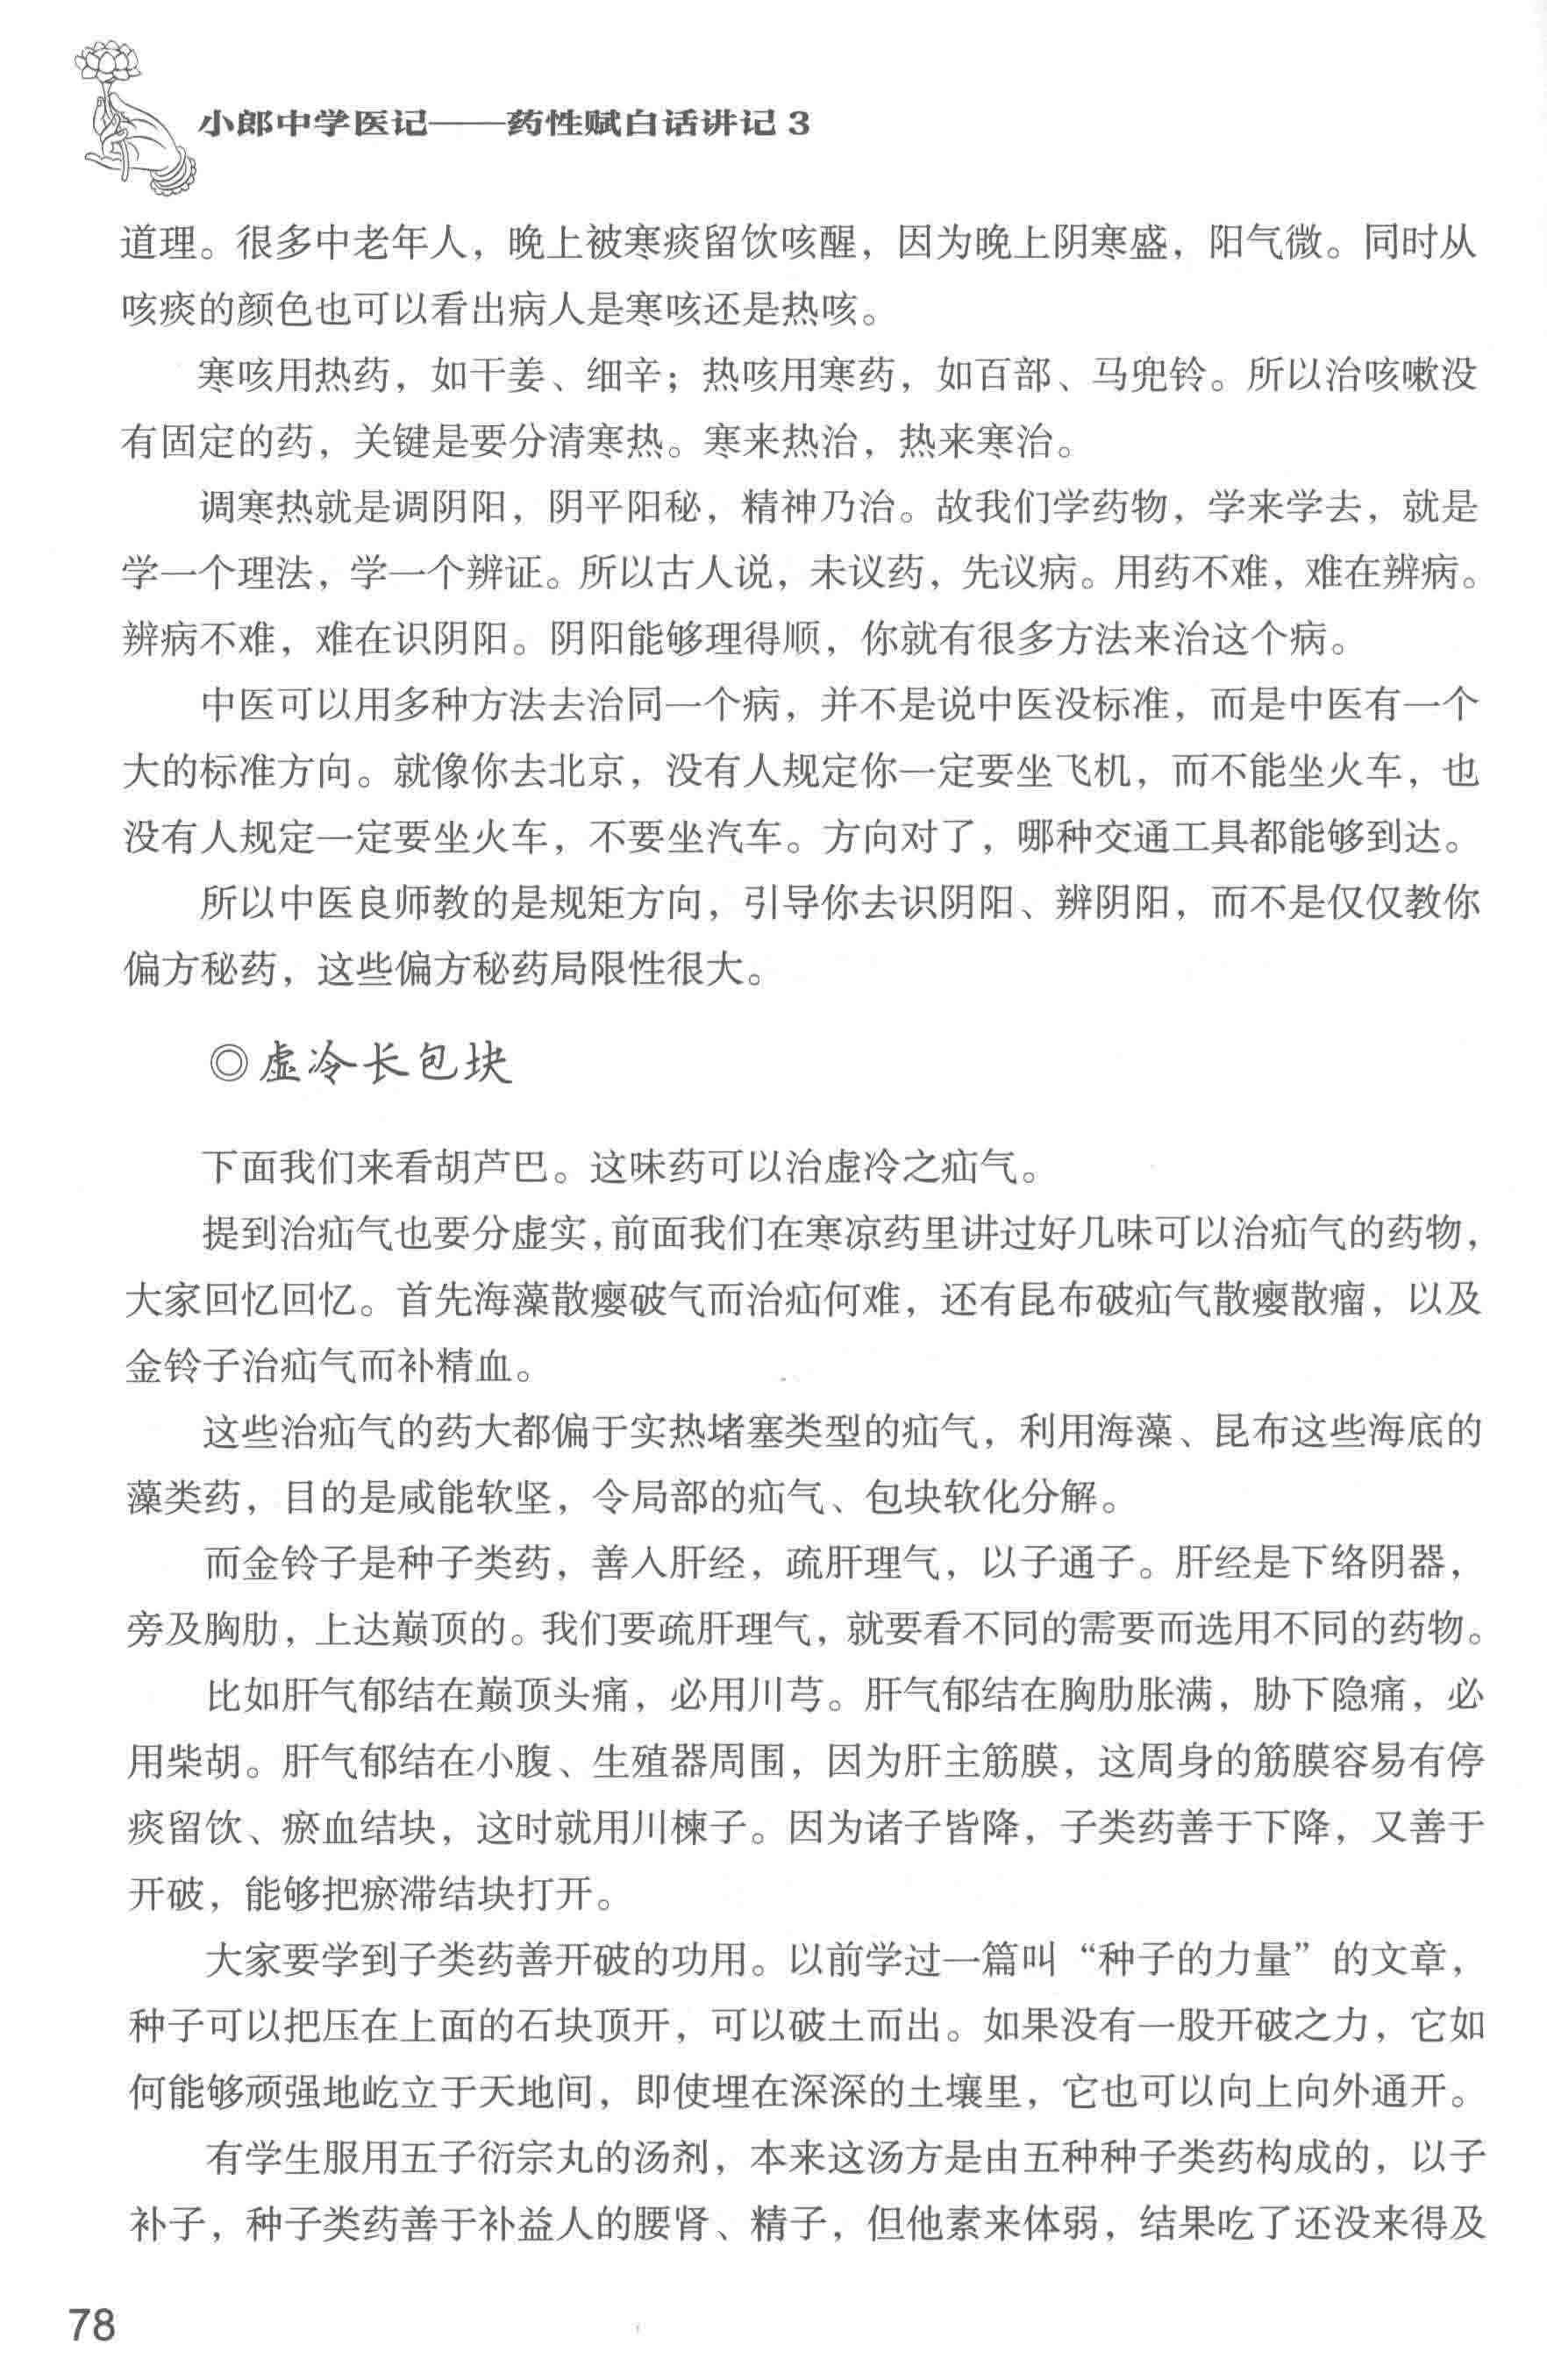 小郎中学医记——药性赋白话讲记 3
道理。很多中老年人，晚上被寒痰留饮咳醒，因为晚上阴寒盛，阳气微。同时从
咳痰的颜色也可以看出病人是寒咳还是热咳。
寒咳用热药，如干姜、细辛；热咳用寒药，如百部、马兜铃。所以治咳嗽没
有固定的药，关键是要分清寒热。寒来热治，热来寒治。
调寒热就是调阴阳，阴平阳秘，精神乃治。故我们学药物，学来学去，就是
学一个理法，学一个辨证。所以古人说，未议药，先议病。用药不难，难在辨病。
辨病不难，难在识阴阳。阴阳能够理得顺，你就有很多方法来治这个病。
中医可以用多种方法去治同一个病，并不是说中医没标准，而是中医有一个
大的标准方向。就像你去北京，没有人规定你一定要坐飞机，而不能坐火车，也
没有人规定一定要坐火车，不要坐汽车。方向对了，哪种交通工具都能够到达。
所以中医良师教的是规矩方向，引导你去识阴阳、辨阴阳，而不是仅仅教你
偏方秘药，这些偏方秘药局限性很大。
◎虚冷长包块
下面我们来看胡芦巴。这味药可以治虚冷之疝气。
提到治疝气也要分虚实，前面我们在寒凉药里讲过好几味可以治疝气的药物，
大家回忆回忆。首先海藻散瘿破气而治疝何难，还有昆布破疝气散瘿散瘤，以及
金铃子治疝气而补精血。
这些治疝气的药大都偏于实热堵塞类型的疝气，利用海藻、昆布这些海底的
藻类药，目的是咸能软坚，令局部的疝气、包块软化分解。
而金铃子是种子类药，善入肝经，疏肝理气，以子通子。肝经是下络阴器，
旁及胸肋，上达巅顶的。我们要疏肝理气，就要看不同的需要而选用不同的药物。
比如肝气郁结在巅顶头痛，必用川芎。肝气郁结在胸肋胀满，胁下隐痛，必
用柴胡。肝气郁结在小腹、生殖器周围，因为肝主筋膜，这周身的筋膜容易有停
痰留饮、瘀血结块，这时就用川楝子。因为诸子皆降，子类药善于下降，又善于
开破，能够把瘀滞结块打开。
大家要学到子类药善开破的功用。以前学过一篇叫“种子的力量”的文章，
种子可以把压在上面的石块顶开，可以破土而出。如果没有一股开破之力，它如
何能够顽强地屹立于天地间，即使埋在深深的土壤里，它也可以向上向外通开。
有学生服用五子衍宗丸的汤剂，本来这汤方是由五种种子类药构成的，以子
补子，种子类药善于补益人的腰肾、精子，但他素来体弱，结果吃了还没来得及
78